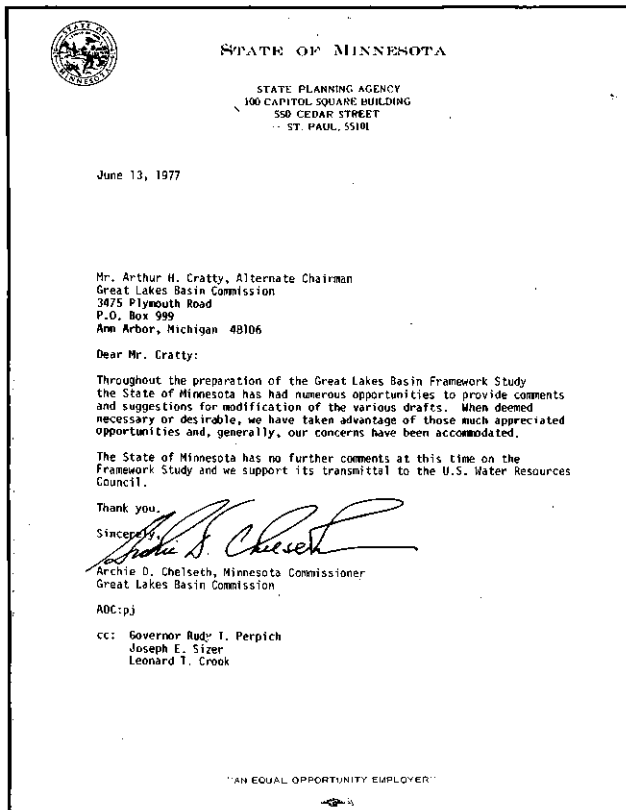 STATE OF MINNESOTA
STATE OF MINNESOTA
STATE PLANNING AGENCY
100 CAPITOL SQUARE BUILDING
550 CEDAR STREET
ST. PAUL, 55101
June 13, 1977
Mr. Arthur H. Cratty, Alternate Chairman
Great Lakes Basin Commission
3475 Plymouth Road
P.O. Box 999
Ann Arbor, Michigan 48106
Dear Mr. Cratty:
Throughout the preparation of the Great Lakes Basin Framework Study
the State of Minnesota has had numerous opportunities to provide comments
and suggestions for modification of the various drafts. When deemed
necessary or desirable, we have taken advantage of those much appreciated
opportunities and, generally, our concerns have been accommodated.
The State of Minnesota has no further comments at this time on the
Framework Study and we support its transmittal to the U.S. Water Resources
Council.
Thank you.
Sincerely,
Archie D. Chelseth
Archie D. Chelseth, Minnesota Commissioner
Great Lakes Basin Commission
ADC:pj
cc: Governor Rudy T. Perpich
Joseph E. Sizer
Leonard T. Crook
"AN EQUAL OPPORTUNITY EMPLOYER"